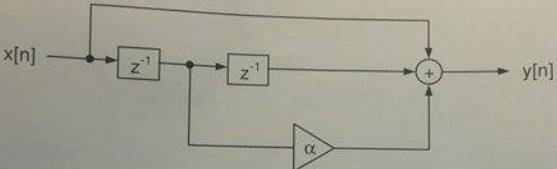 x[n]
z⁻¹
z⁻¹
+
y[n]
α